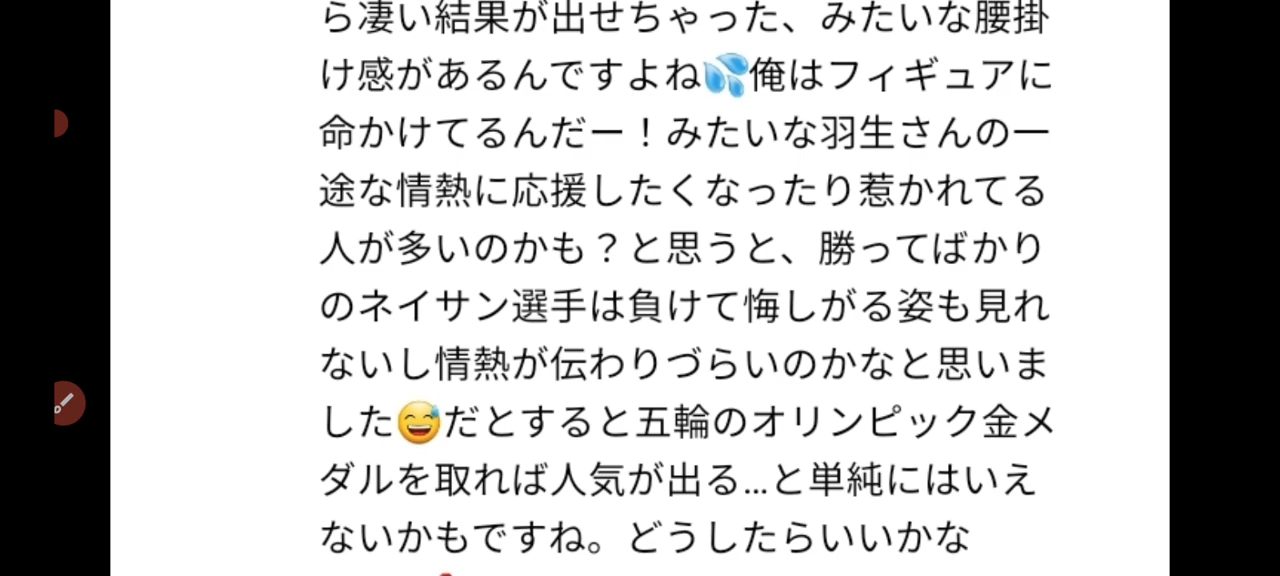 ら凄い結果が出せちゃった、みたいな腰掛
け感があるんですよね💦俺はフィギュアに
命かけてるんだー！みたいな羽生さんの一
途な情熱に応援したくなったり惹かれてる
人が多いのかも？と思うと、勝ってばかり
のネイサン選手は負けて悔しがる姿も見れ
ないし情熱が伝わりづらいのかなと思いま
した😅だとすると五輪のオリンピック金メ
ダルを取れば人気が出る...と単純にはいえ
ないかもですね。どうしたらいいかな